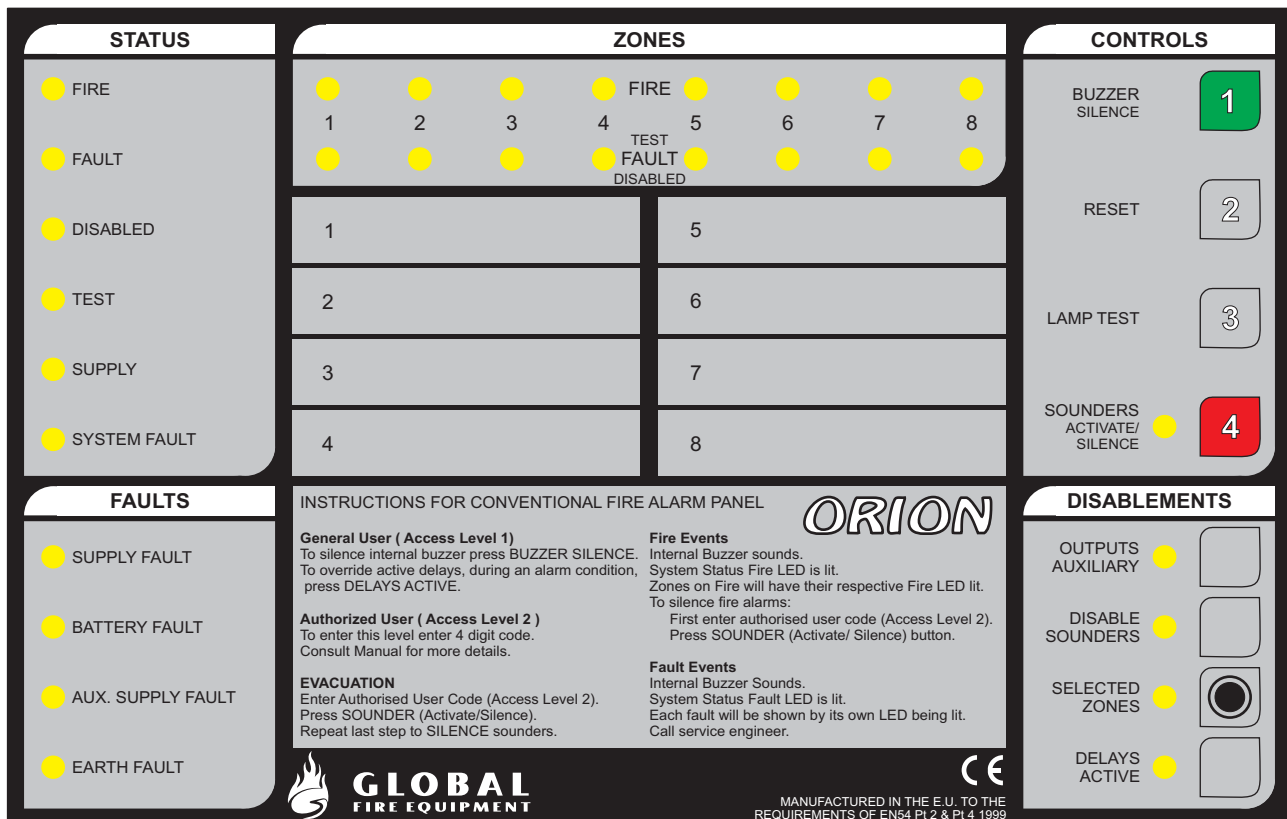 STATUS
FIRE
FAULT
DISABLED
TEST
SUPPLY
SYSTEM FAULT
ZONES
FIRE
1 2 3 4 5 6 7 8
TEST
FAULT
DISABLED
1
2
3
4
5
6
7
8
CONTROLS
BUZZER
SILENCE
1
RESET
2
LAMP TEST
3
SOUNDERS
ACTIVATE/
SILENCE
4
FAULTS
SUPPLY FAULT
BATTERY FAULT
AUX. SUPPLY FAULT
EARTH FAULT
INSTRUCTIONS FOR CONVENTIONAL FIRE ALARM PANEL
ORION
General User ( Access Level 1)
To silence internal buzzer press BUZZER SILENCE.
To override active delays, during an alarm condition,
press DELAYS ACTIVE.
Authorized User ( Access Level 2 )
To enter this level enter 4 digit code.
Consult Manual for more details.
EVACUATION
Enter Authorised User Code (Access Level 2).
Press SOUNDER (Activate/Silence).
Repeat last step to SILENCE sounders.
Fire Events
Internal Buzzer sounds.
System Status Fire LED is lit.
Zones on Fire will have their respective Fire LED lit.
To silence fire alarms:
First enter authorised user code (Access Level 2).
Press SOUNDER (Activate/ Silence) button.
Fault Events
Internal Buzzer Sounds.
System Status Fault LED is lit.
Each fault will be shown by its own LED being lit.
Call service engineer.
GLOBAL
FIRE EQUIPMENT
CE
MANUFACTURED IN THE E.U. TO THE
REQUIREMENTS OF EN54 Pt 2 & Pt 4 1999
DISABLEMENTS
OUTPUTS
AUXILIARY
DISABLE
SOUNDERS
SELECTED
ZONES
DELAYS
ACTIVE